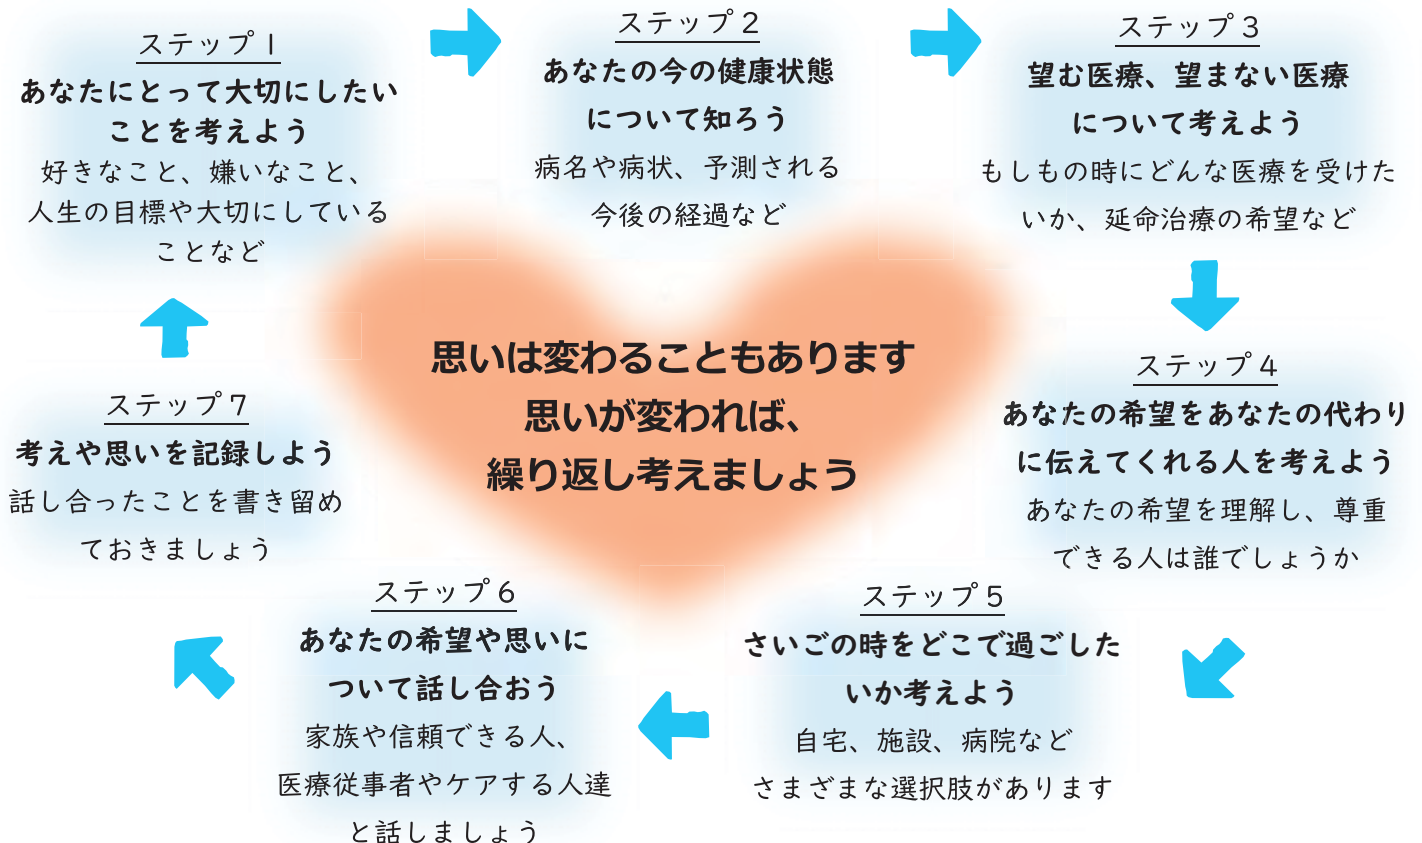 ステップ1
あなたにとって大切にしたい
ことを考えよう
好きなこと、嫌いなこと、
人生の目標や大切にしている
ことなど
ステップ2
あなたの今の健康状態
について知ろう
病名や病状、予測される
今後の経過など
ステップ3
望む医療、望まない医療
について考えよう
もしもの時にどんな医療を受けた
いか、延命治療の希望など
思いは変わることもあります
思いが変われば、
繰り返し考えましょう
ステップ4
あなたの希望をあなたの代わり
に伝えてくれる人を考えよう
あなたの希望を理解し、尊重
できる人は誰でしょうか
ステップ5
さいごの時をどこで過ごした
いか考えよう
自宅、施設、病院など
さまざまな選択肢があります
ステップ6
あなたの希望や思いに
ついて話し合おう
家族や信頼できる人、
医療従事者やケアする人達
と話しましょう
ステップ7
考えや思いを記録しよう
話し合ったことを書き留め
ておきましょう